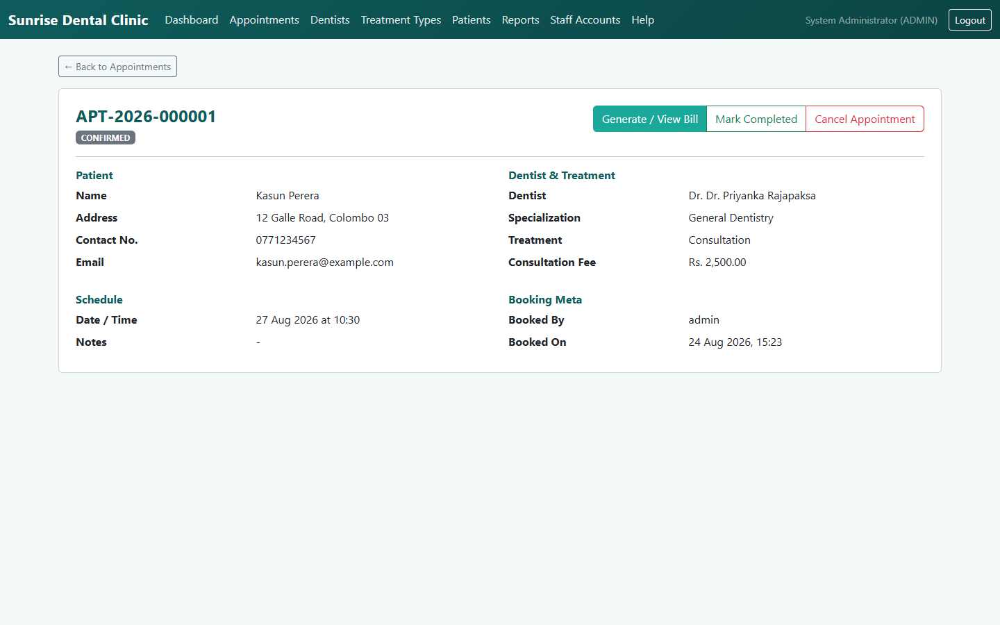 Sunrise Dental Clinic Dashboard Appointments Dentists Treatment Types Patients Reports Staff Accounts Help System Administrator (ADMIN) Logout
← Back to Appointments
APT-2026-000001
CONFIRMED
Generate / View Bill Mark Completed Cancel Appointment
Patient
Name Kasun Perera
Address 12 Galle Road, Colombo 03
Contact No. 0771234567
Email kasun.perera@example.com
Dentist & Treatment
Dentist Dr. Dr. Priyanka Rajapaksa
Specialization General Dentistry
Treatment Consultation
Consultation Fee Rs. 2,500.00
Schedule
Date / Time 27 Aug 2026 at 10:30
Notes -
Booking Meta
Booked By admin
Booked On 24 Aug 2026, 15:23